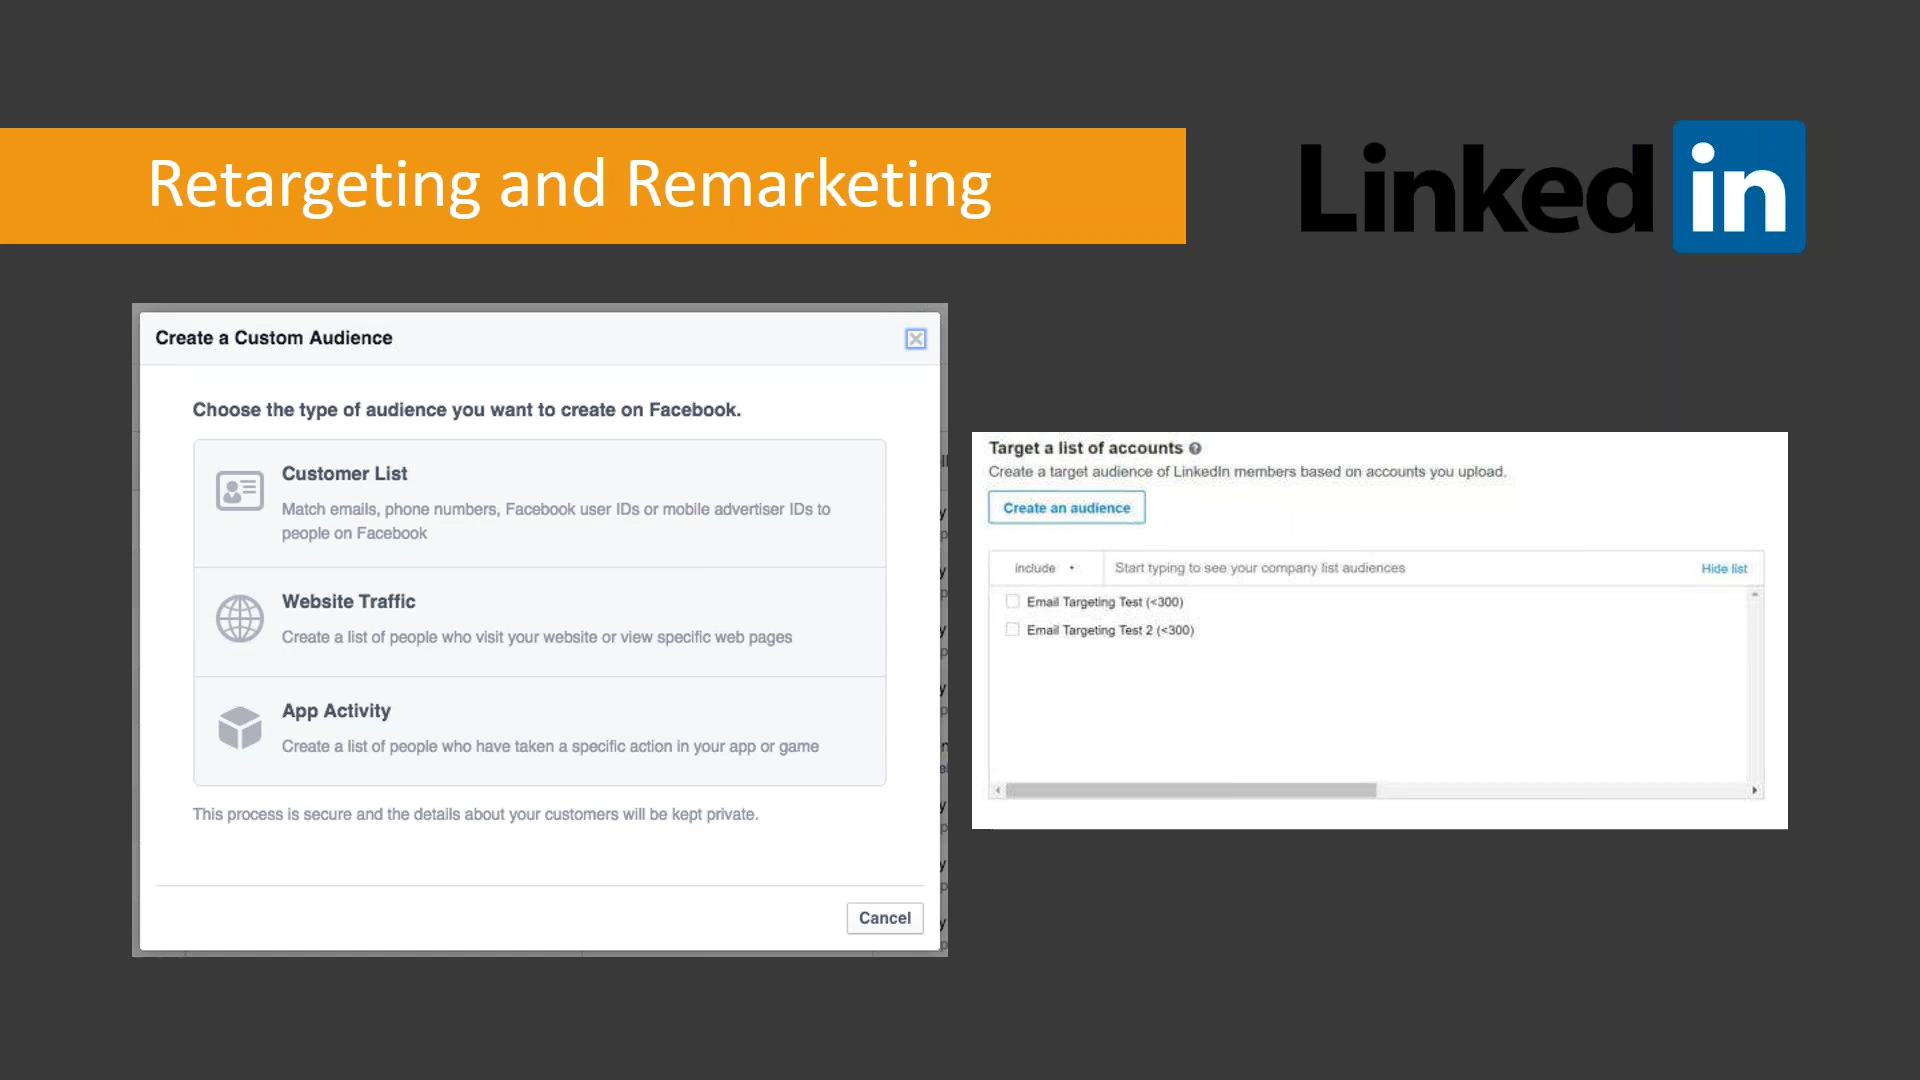 Retargeting and Remarketing
Linked in
Create a Custom Audience
Choose the type of audience you want to create on Facebook.
Customer List
Match emails, phone numbers, Facebook user IDs or mobile advertiser IDs to
people on Facebook
Website Traffic
Create a list of people who visit your website or view specific web pages
App Activity
Create a list of people who have taken a specific action in your app or game
This process is secure and the details about your customers will be kept private.
Cancel
Target a list of accounts
Create a target audience of LinkedIn members based on accounts you upload.
Create an audience
include Start typing to see your company list audiences Hide list
Email Targeting Test (<300)
Email Targeting Test 2 (<300)